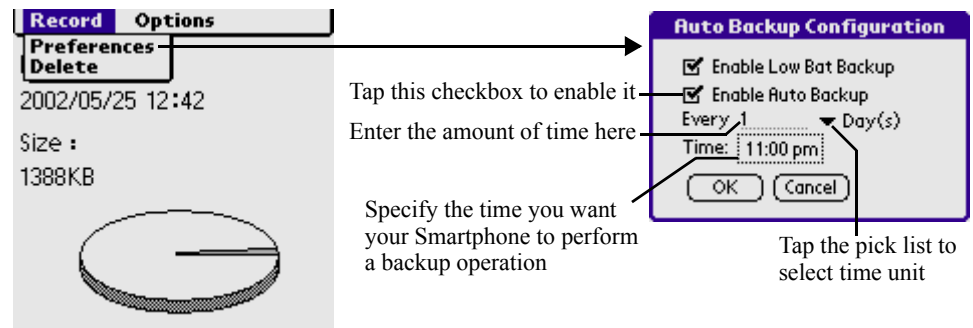 Record Options
Preferences
Delete
2002/05/25 12:42
Size :
1388KB
Tap this checkbox to enable it
Enter the amount of time here
Specify the time you want
your Smartphone to perform
a backup operation
Auto Backup Configuration
Enable Low Bat Backup
Enable Auto Backup
Every 1 Day(s)
Time: 11:00 pm
OK Cancel
Tap the pick list to
select time unit